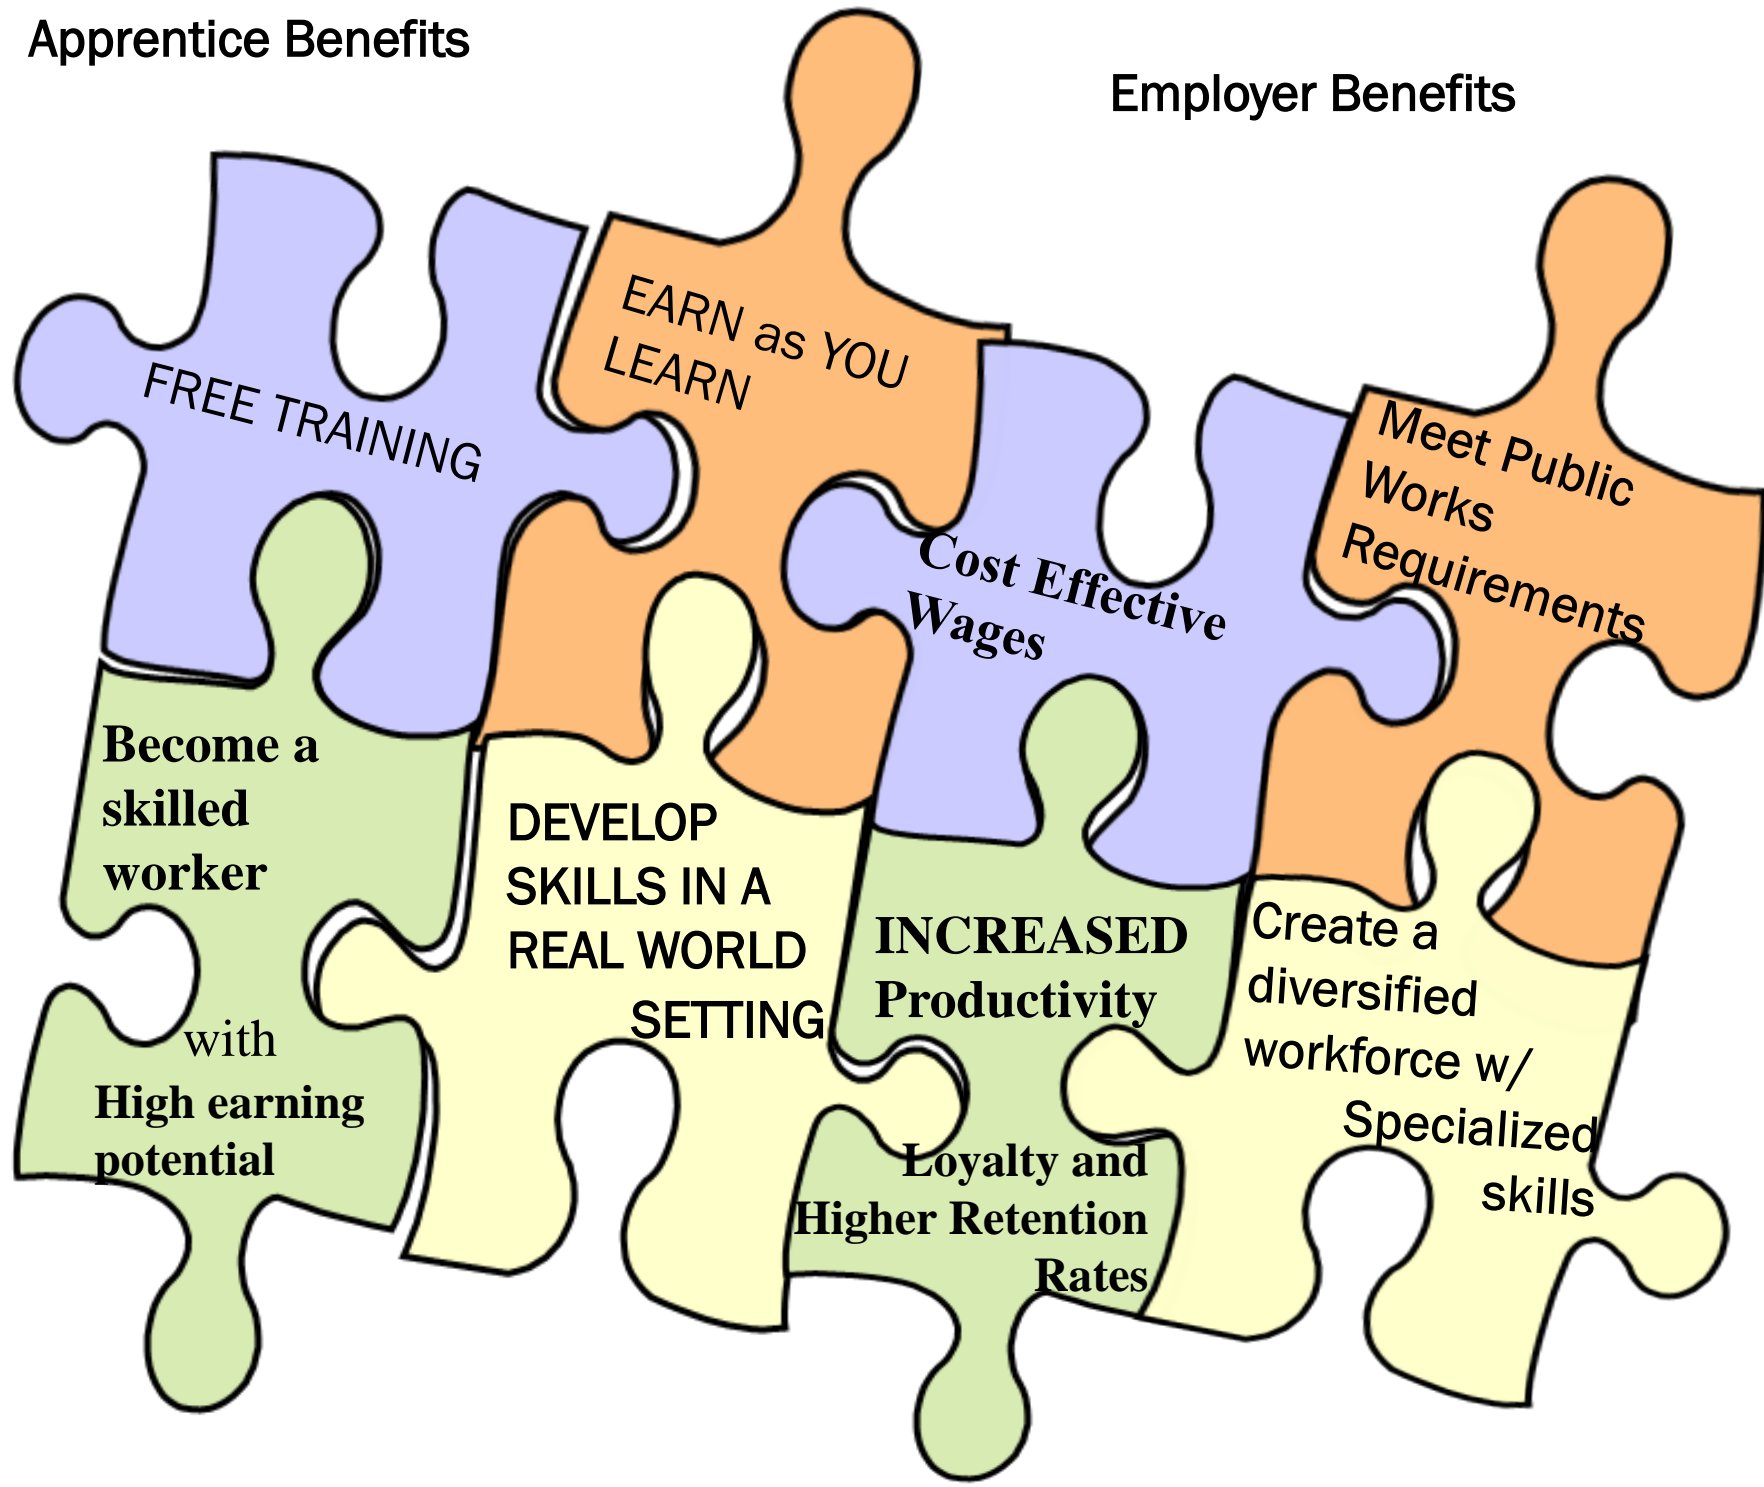 Apprentice Benefits
Employer Benefits
FREE TRAINING
EARN as YOU
LEARN
Become a
skilled
worker
with
High earning
potential
DEVELOP
SKILLS IN A
REAL WORLD
SETTING
Cost Effective
Wages
Meet Public
Works
Requirements
INCREASED
Productivity
Loyalty and
Higher Retention
Rates
Create a
diversified
workforce w/
Specialized
skills